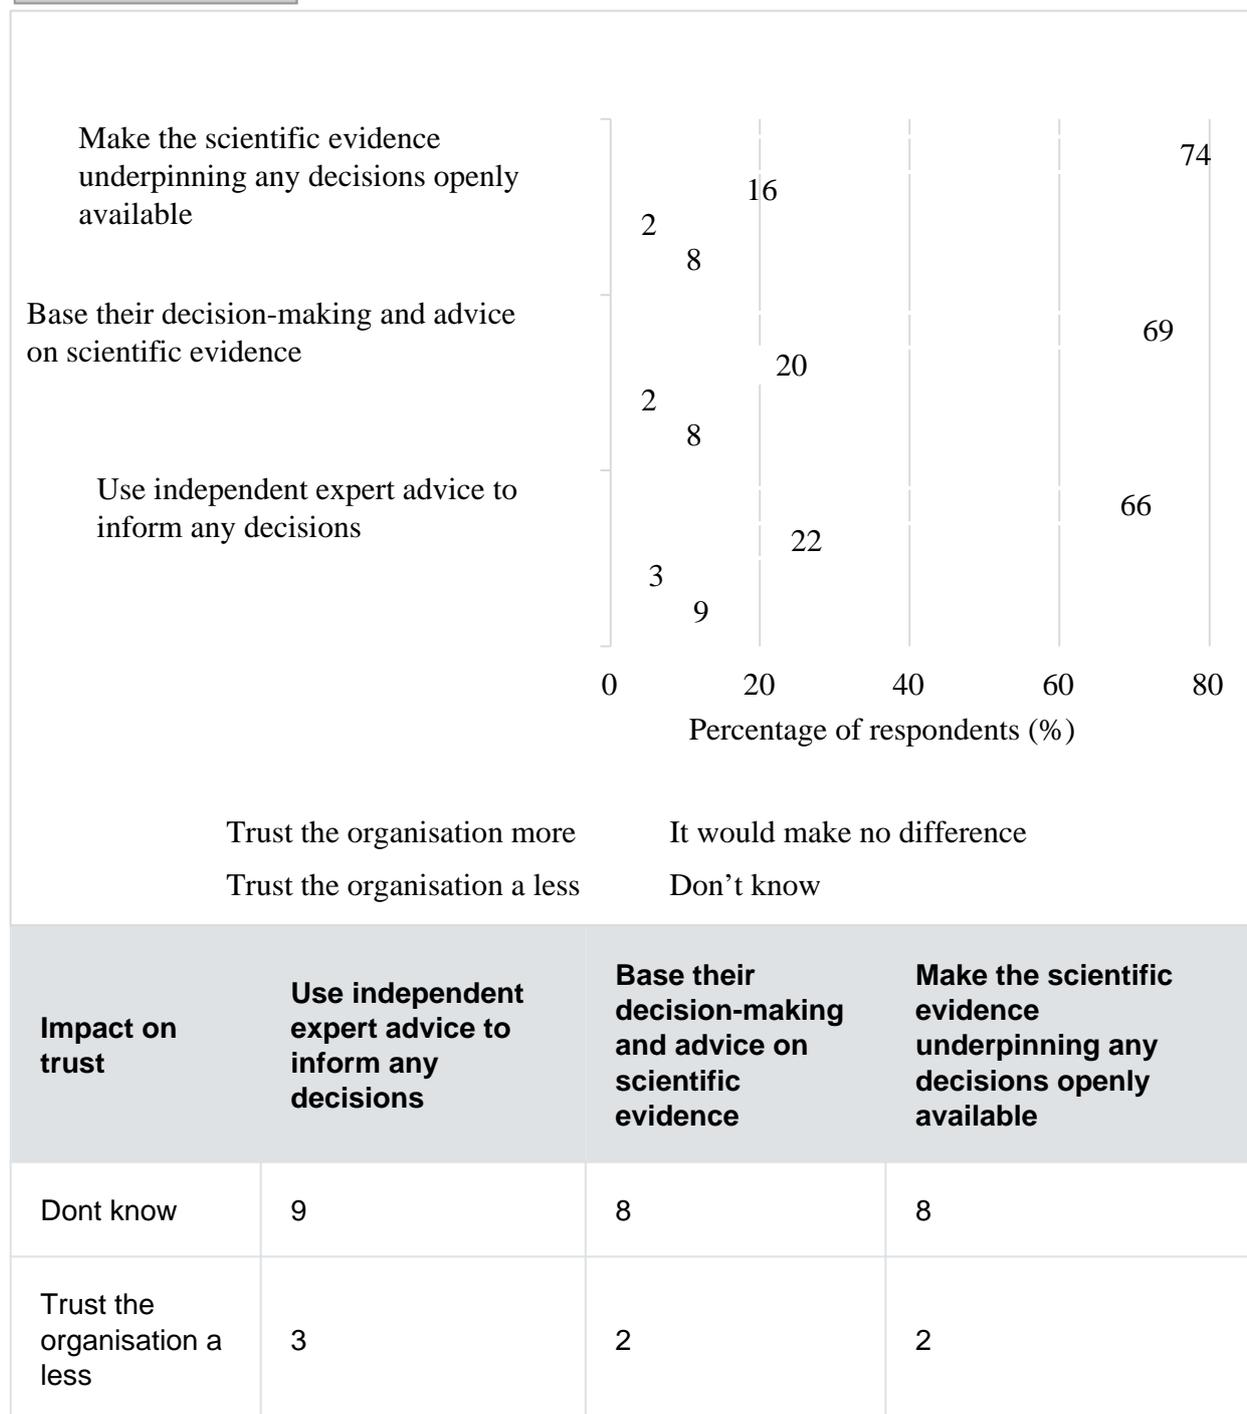 Make the scientific evidence
underpinning any decisions openly
available
74
16
2
8
Base their decision-making and advice
on scientific evidence
69
20
2
8
Use independent expert advice to
inform any decisions
66
22
3
9
0 20 40 60 80
Percentage of respondents (%)
Trust the organisation more It would make no difference
Trust the organisation a less Don’t know
Impact on
trust
Use independent
expert advice to
inform any
decisions
Base their
decision-making
and advice on
scientific
evidence
Make the scientific
evidence
underpinning any
decisions openly
available
Dont know 9 8 8
Trust the
organisation a
less
3 2 2